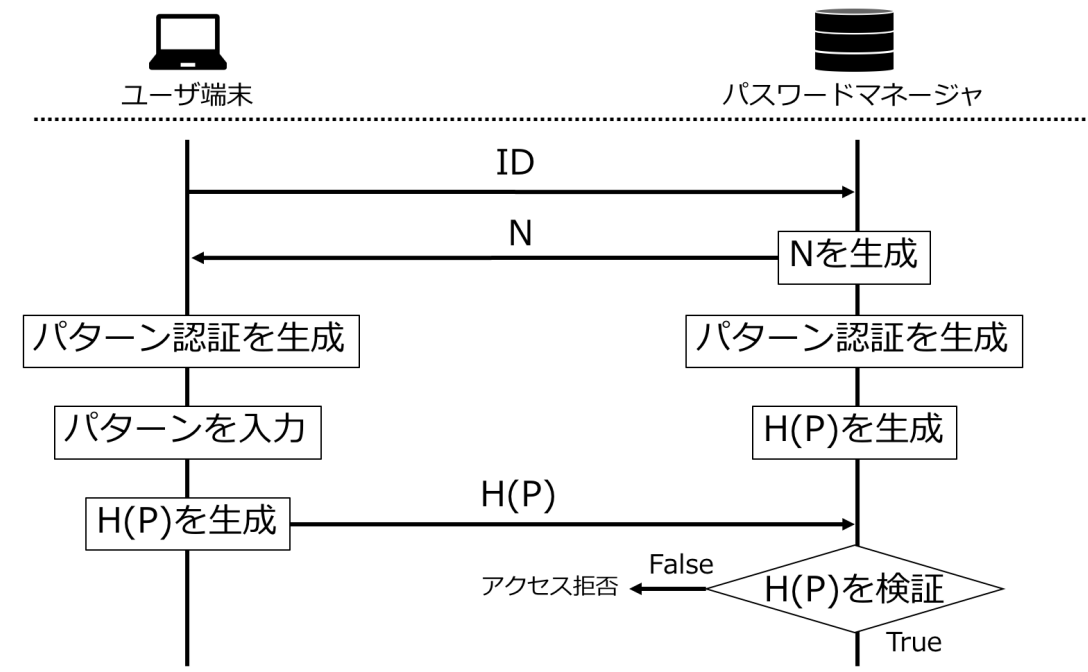 ユーザ端末
パスワードマネージャ
ID
N
Nを生成
パターン認証を生成
パターン認証を生成
パターンを入力
H(P)を生成
H(P)を生成
H(P)
False
アクセス拒否
H(P)を検証
True